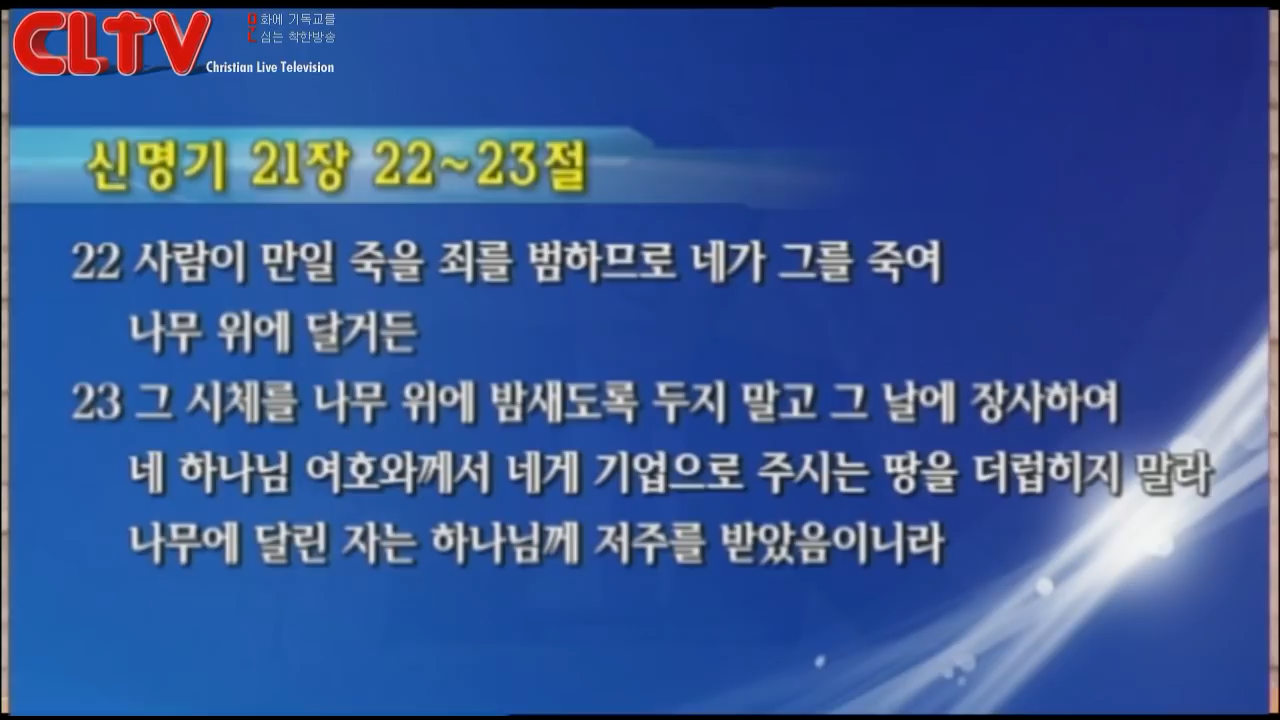 CLTV
문화에 기독교를
심는 착한방송
Christian Live Television
신명기 21장 22~23절
22 사람이 만일 죽을 죄를 범하므로 네가 그를 죽여
나무 위에 달거든
23 그 시체를 나무 위에 밤새도록 두지 말고 그 날에 장사하여
네 하나님 여호와께서 네게 기업으로 주시는 땅을 더럽히지 말라
나무에 달린 자는 하나님께 저주를 받았음이니라